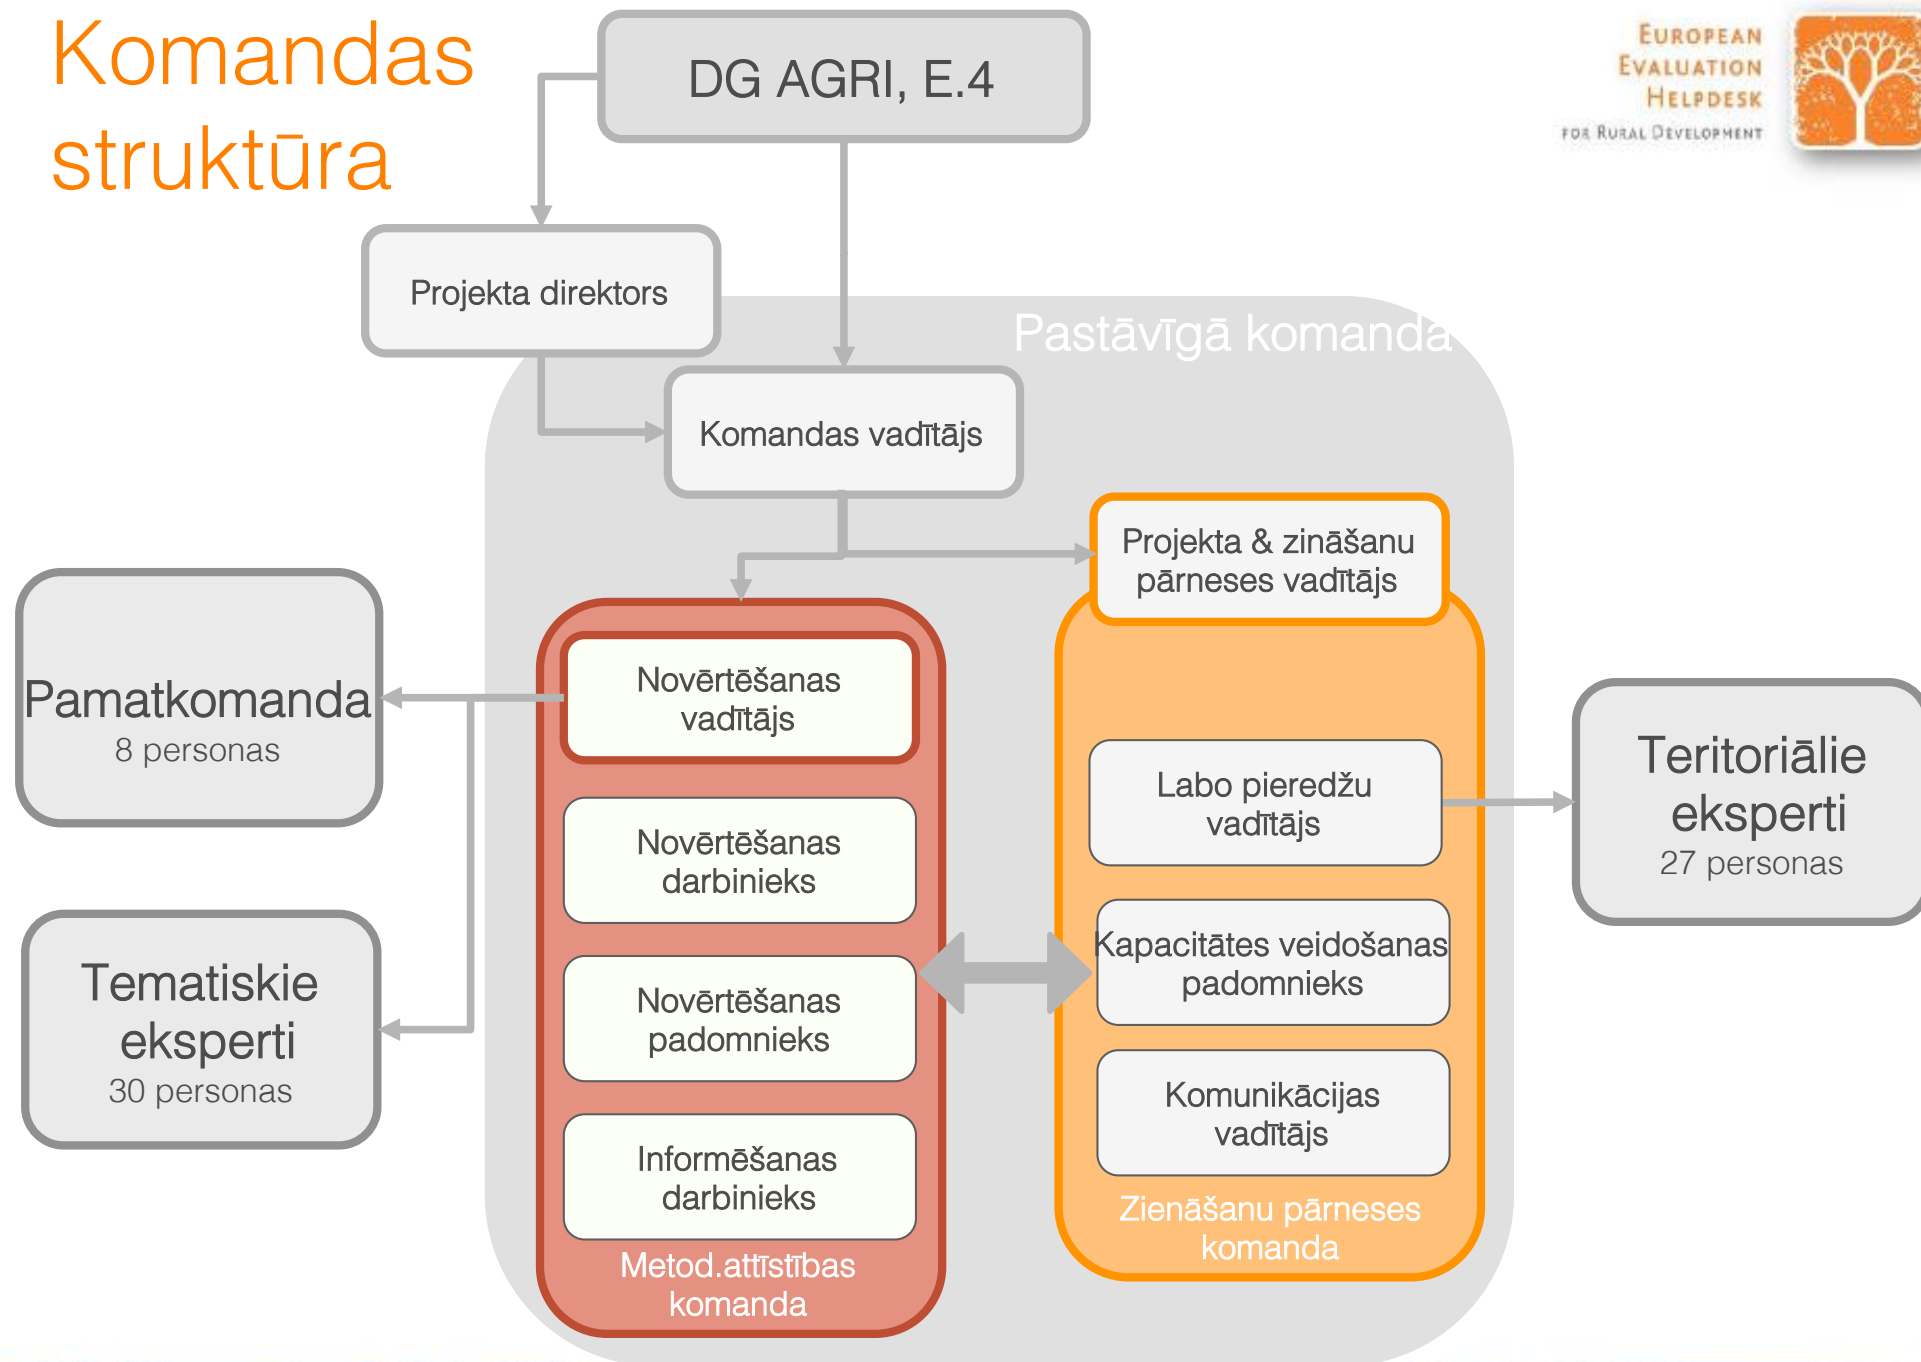 Komandas
struktūra
DG AGRI, E.4
EUROPEAN
EVALUATION
HELPDESK
FOR RURAL DEVELOPMENT
Projekta direktors
Pastāvīgā komanda
Komandas vadītājs
Projekta & zināšanu
pārneses vadītājs
Pamatkomanda
8 personas
Tematiskie
eksperti
30 personas
Novērtēšanas
vadītājs
Novērtēšanas
darbinieks
Novērtēšanas
padomnieks
Informēšanas
darbinieks
Metod.attīstības
komanda
Labo pieredžu
vadītājs
Kapacitātes veidošanas
padomnieks
Komunikācijas
vadītājs
Zienāšanu pārneses
komanda
Teritoriālie
eksperti
27 personas